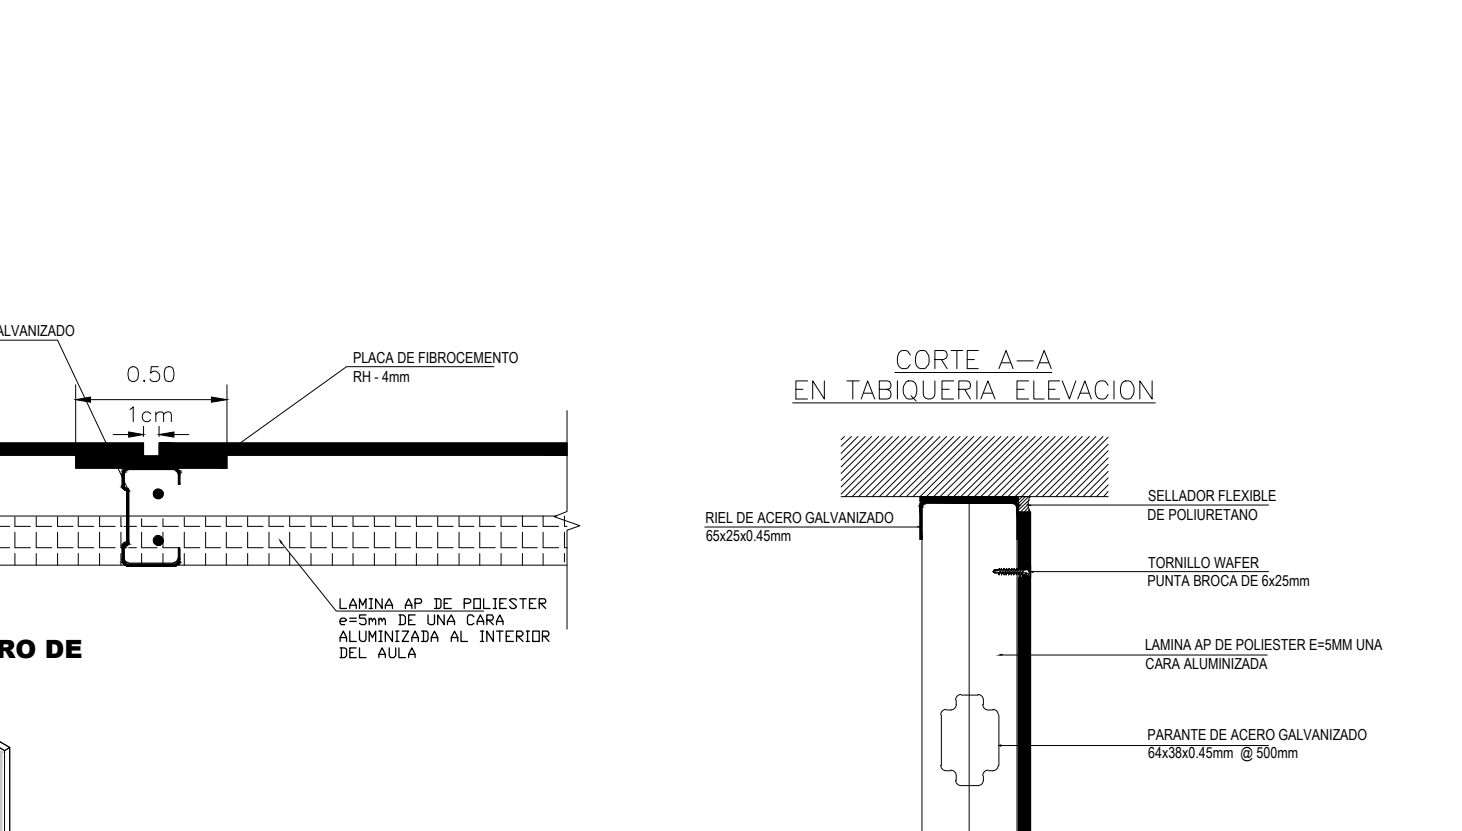 ALVANIZADO
0.50
1cm
PLACA DE FIBROCEMENTO
RH - 4mm
LAMINA AP DE POLIESTER
e=5mm DE UNA CARA
ALUMINIZADA AL INTERIOR
DEL AULA
RO DE
CORTE A-A
EN TABIQUERIA ELEVACION
RIEL DE ACERO GALVANIZADO
65x25x0.45mm
SELLADOR FLEXIBLE
DE POLIURETANO
TORNILLO WAFER
PUNTA BROCA DE 6x25mm
LAMINA AP DE POLIESTER E=5MM UNA
CARA ALUMINIZADA
PARANTE DE ACERO GALVANIZADO
64x38x0.45mm @ 500mm